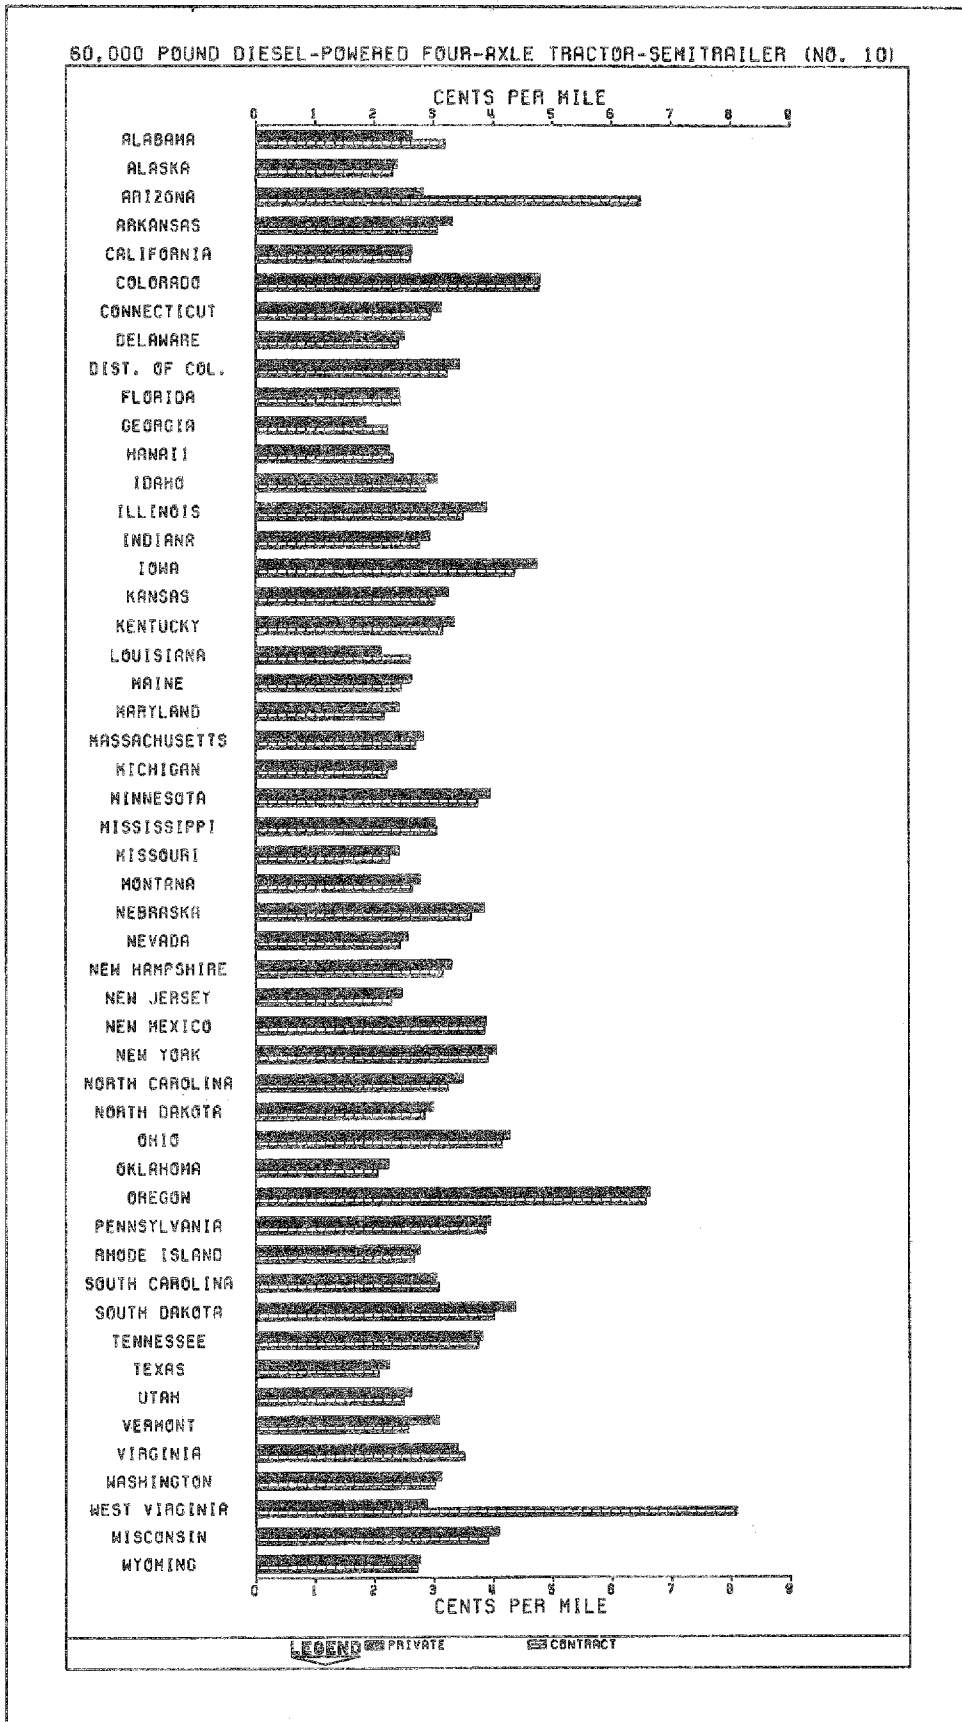 60,000 POUND DIESEL-POWERED FOUR-AXLE TRACTOR-SEMITRAILER (NO. 10)
CENTS PER MILE
0 1 2 3 4 5 6 7 8 9
ALABAMA
ALASKA
ARIZONA
ARKANSAS
CALIFORNIA
COLORADO
CONNECTICUT
DELAWARE
DIST. OF COL.
FLORIDA
GEORGIA
HAWAII
IDAHO
ILLINOIS
INDIANA
IOWA
KANSAS
KENTUCKY
LOUISIANA
MAINE
MARYLAND
MASSACHUSETTS
MICHIGAN
MINNESOTA
MISSISSIPPI
MISSOURI
MONTANA
NEBRASKA
NEVADA
NEW HAMPSHIRE
NEW JERSEY
NEW MEXICO
NEW YORK
NORTH CAROLINA
NORTH DAKOTA
OHIO
OKLAHOMA
OREGON
PENNSYLVANIA
RHODE ISLAND
SOUTH CAROLINA
SOUTH DAKOTA
TENNESSEE
TEXAS
UTAH
VERMONT
VIRGINIA
WASHINGTON
WEST VIRGINIA
WISCONSIN
WYOMING
0 1 2 3 4 5 6 7 8 9
CENTS PER MILE
LEGEND PRIVATE CONTRACT